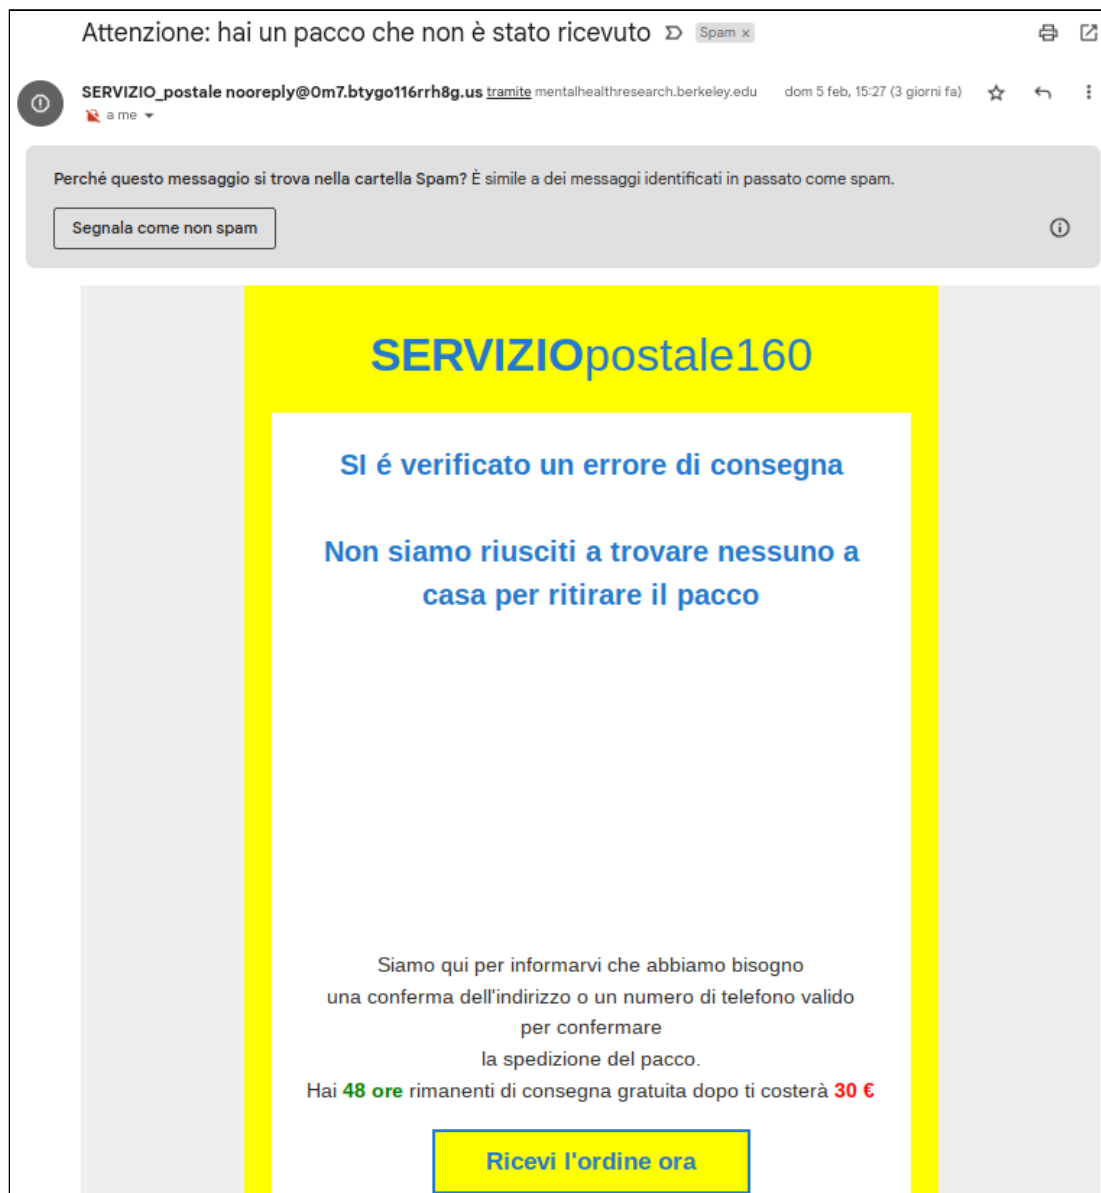 Attenzione: hai un pacco che non è stato ricevuto Spam x
SERVIZIO_postale nooreply@0m7.btygo116rrh8g.us tramite mentalhealthresearch.berkeley.edu dom 5 feb, 15:27 (3 giorni fa)
a me
Perché questo messaggio si trova nella cartella Spam? È simile a dei messaggi identificati in passato come spam.
Segnala come non spam
SERVIZIOpostale160
SI é verificato un errore di consegna
Non siamo riusciti a trovare nessuno a
casa per ritirare il pacco
Siamo qui per informarvi che abbiamo bisogno
una conferma dell'indirizzo o un numero di telefono valido
per confermare
la spedizione del pacco.
Hai 48 ore rimanenti di consegna gratuita dopo ti costerà 30 €
Ricevi l'ordine ora